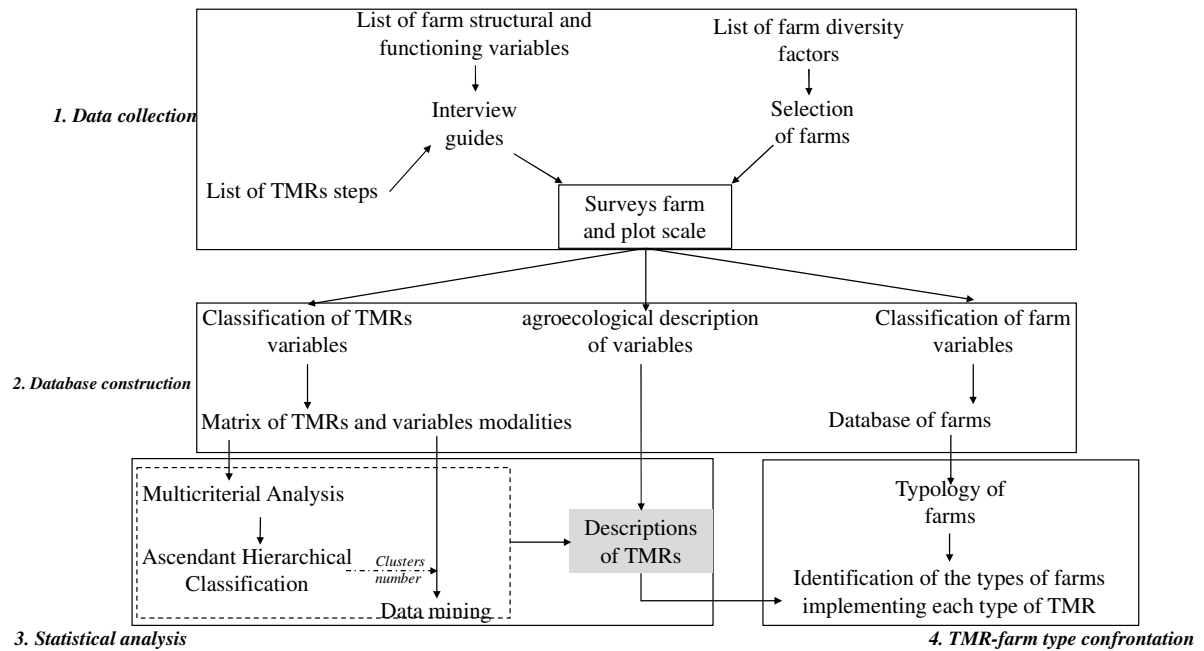 List of farm structural and
functioning variables
List of farm diversity
factors
1. Data collection
Interview
guides
Selection
of farms
List of TMRs steps
Surveys farm
and plot scale
Classification of TMRs
variables
agroecological description
of variables
Classification of farm
variables
2. Database construction
Matrix of TMRs and variables modalities
Database of farms
Multicriterial Analysis
Ascendant Hierarchical
Classification
Clusters
number
Data mining
Descriptions
of TMRs
Typology of
farms
Identification of the types of farms
implementing each type of TMR
3. Statistical analysis
4. TMR-farm type confrontation